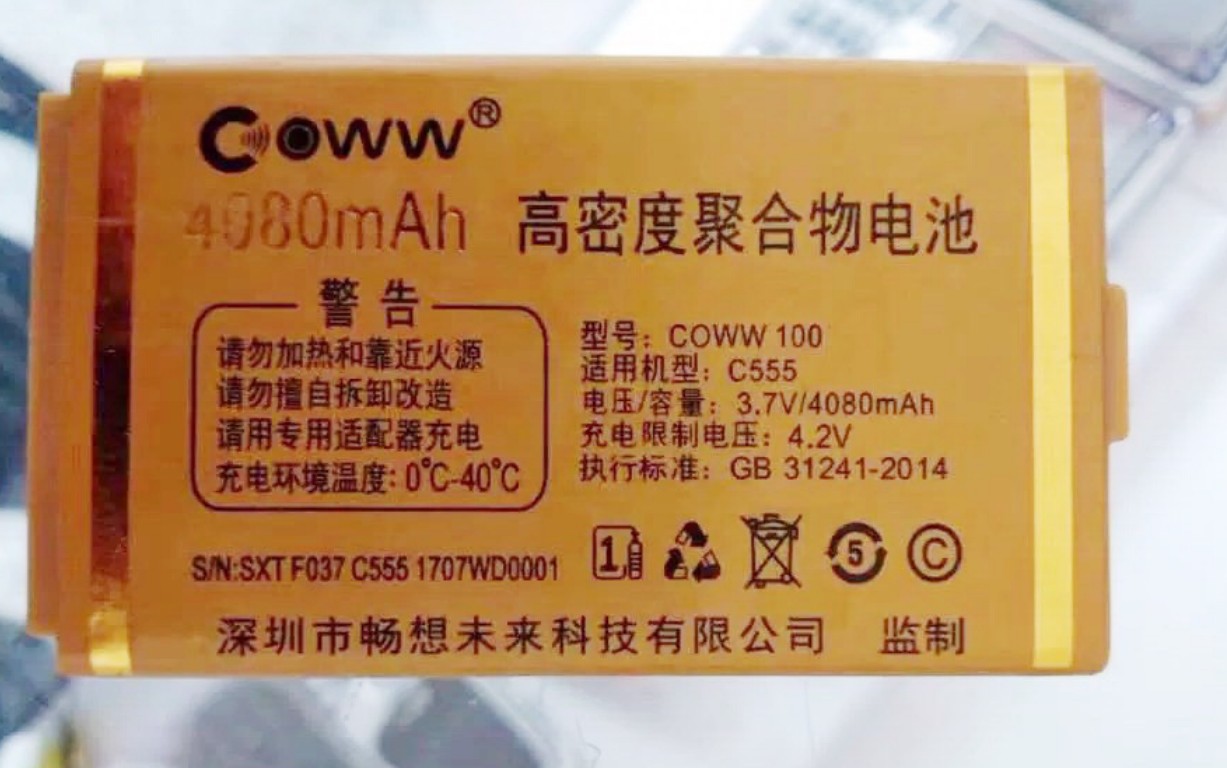 COWW®
4080mAh 高密度聚合物电池
警告
请勿加热和靠近火源
请勿擅自拆卸改造
请用专用适配器充电
充电环境温度:0℃-40℃
型号：COWW 100
适用机型：C555
电压/容量：3.7V/4080mAh
充电限制电压：4.2V
执行标准：GB 31241-2014
S/N:SXT F037 C555 1707WD0001
1
5
C
深圳市畅想未来科技有限公司 监制